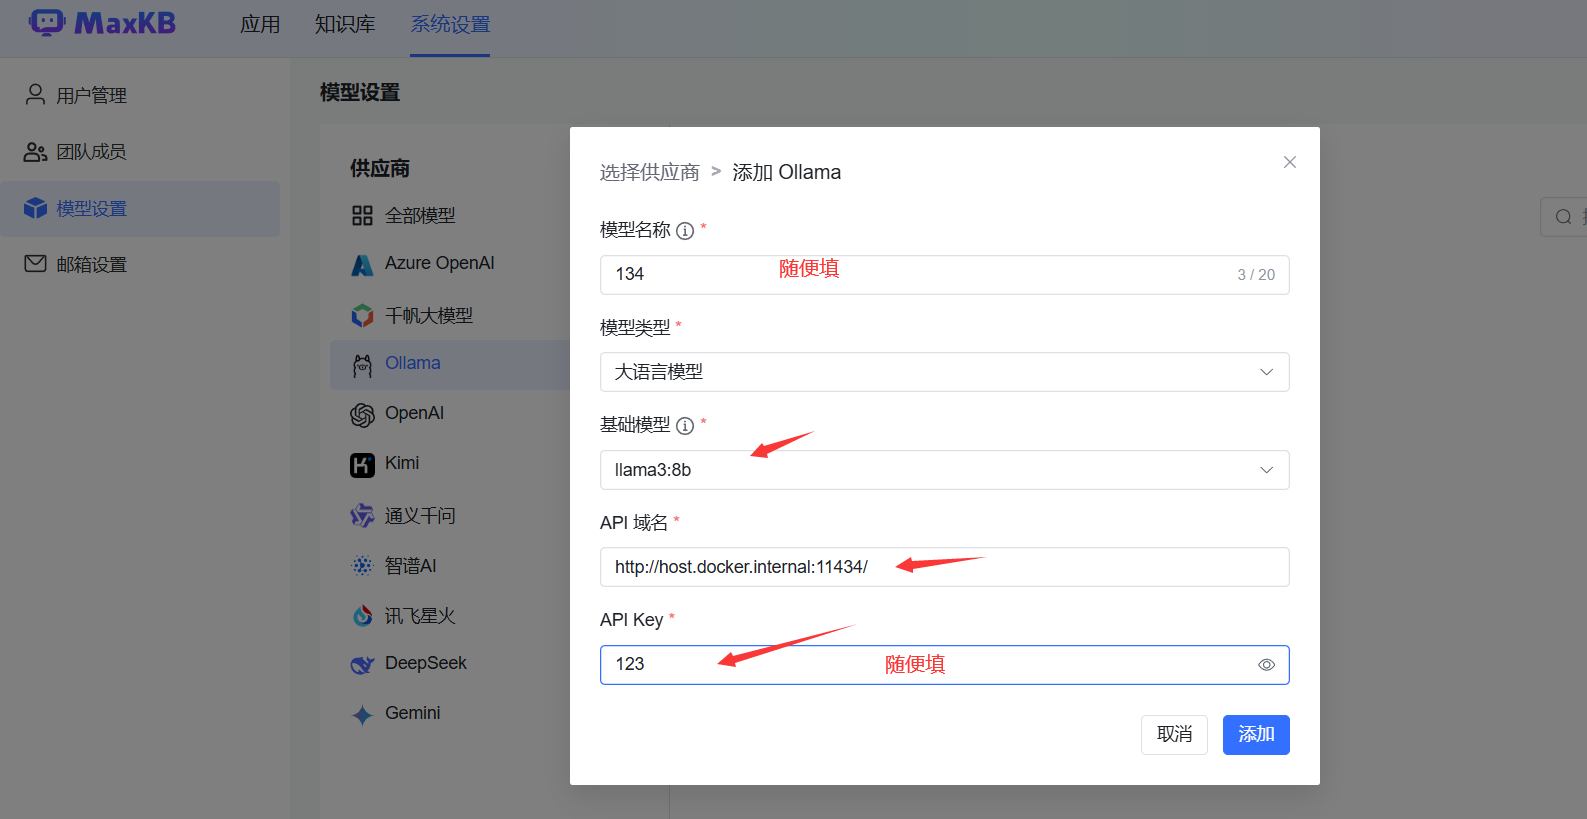 MaxKB
应用
知识库
系统设置
用户管理
团队成员
模型设置
邮箱设置
模型设置
供应商
全部模型
Azure OpenAI
千帆大模型
Ollama
OpenAI
Kimi
通义千问
智谱AI
讯飞星火
DeepSeek
Gemini
选择供应商 > 添加 Ollama
模型名称 *
134 随便填 3 / 20
模型类型 *
大语言模型
基础模型 *
llama3:8b
API 域名 *
http://host.docker.internal:11434/
API Key *
123 随便填
取消 添加